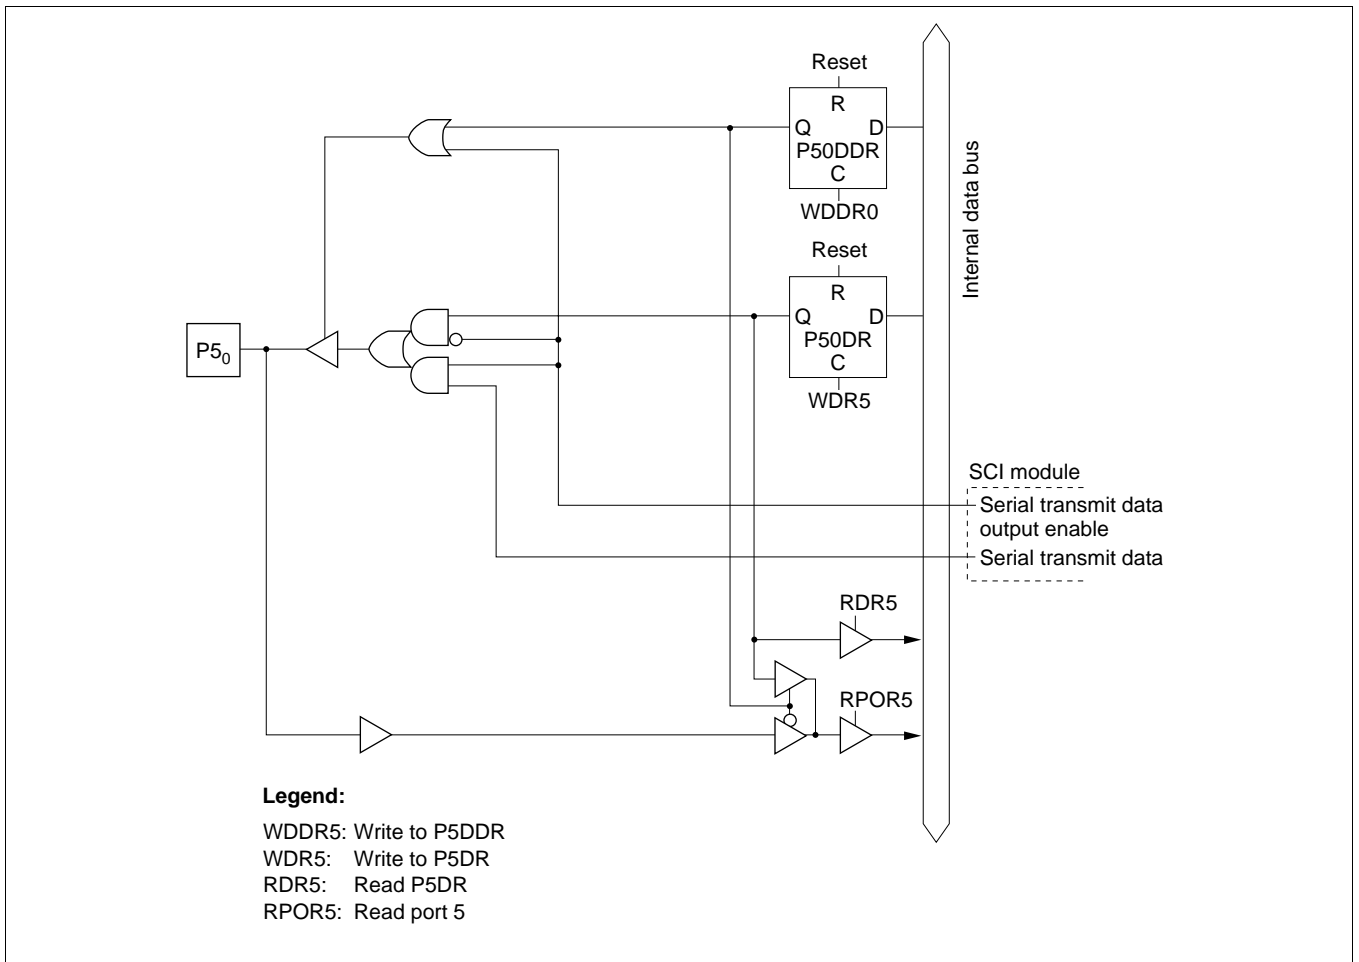 Reset
R
Q D
P50DDR
C
WDDR0
Reset
R
Q D
P50DR
C
WDR5
Internal data bus
P5₀
SCI module
Serial transmit data
output enable
Serial transmit data
RDR5
RPOR5
Legend:
WDDR5: Write to P5DDR
WDR5: Write to P5DR
RDR5: Read P5DR
RPOR5: Read port 5